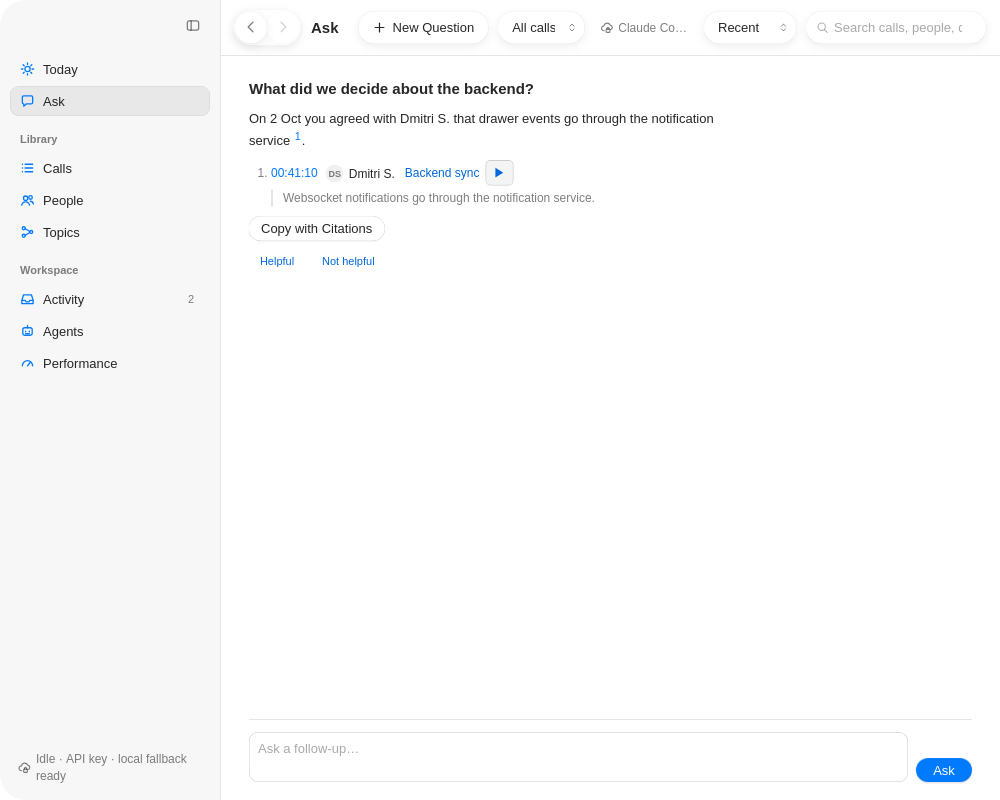 Ask
New Question
All calls
Claude Co…
Recent
Search calls, people, c
Today
Ask
Library
Calls
People
Topics
Workspace
Activity 2
Agents
Performance
Idle · API key · local fallback
ready
What did we decide about the backend?
On 2 Oct you agreed with Dmitri S. that drawer events go through the notification
service 1.
1. 00:41:10 DS Dmitri S. Backend sync
Websocket notifications go through the notification service.
Copy with Citations
Helpful Not helpful
Ask a follow-up…
Ask